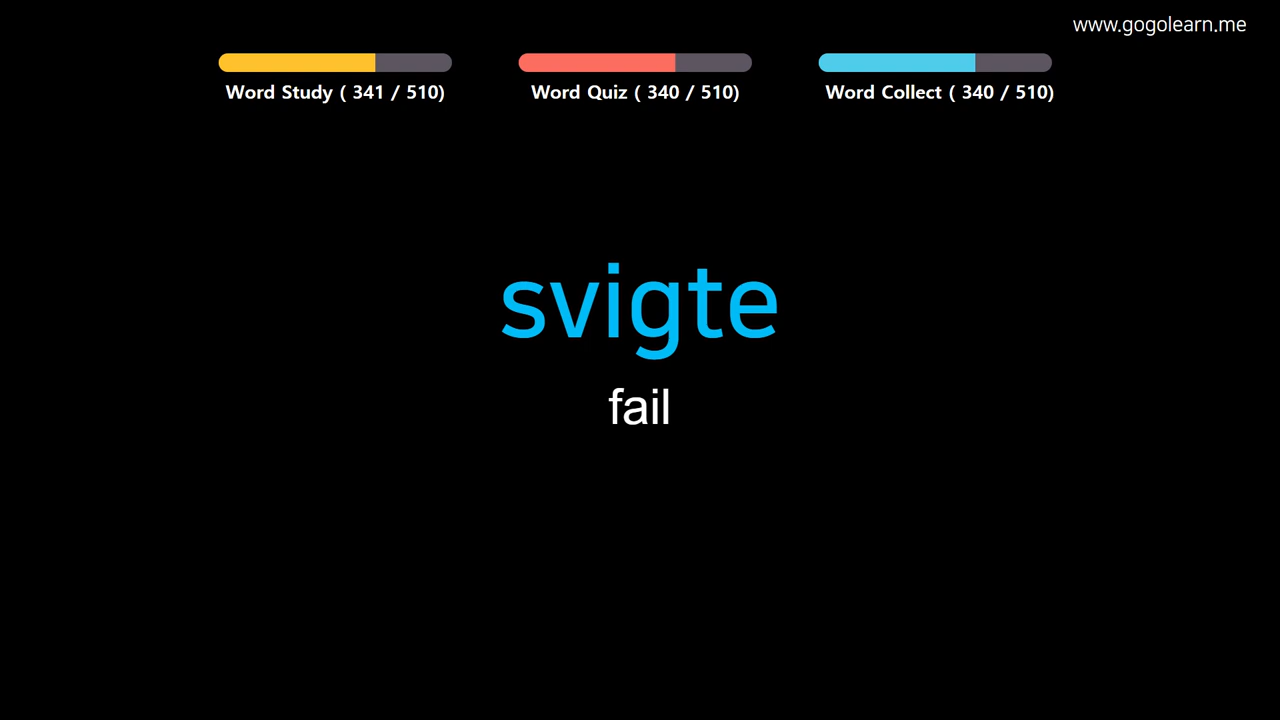 www.gogolearn.me
Word Study ( 341 / 510)
Word Quiz ( 340 / 510)
Word Collect ( 340 / 510)
svigte
fail